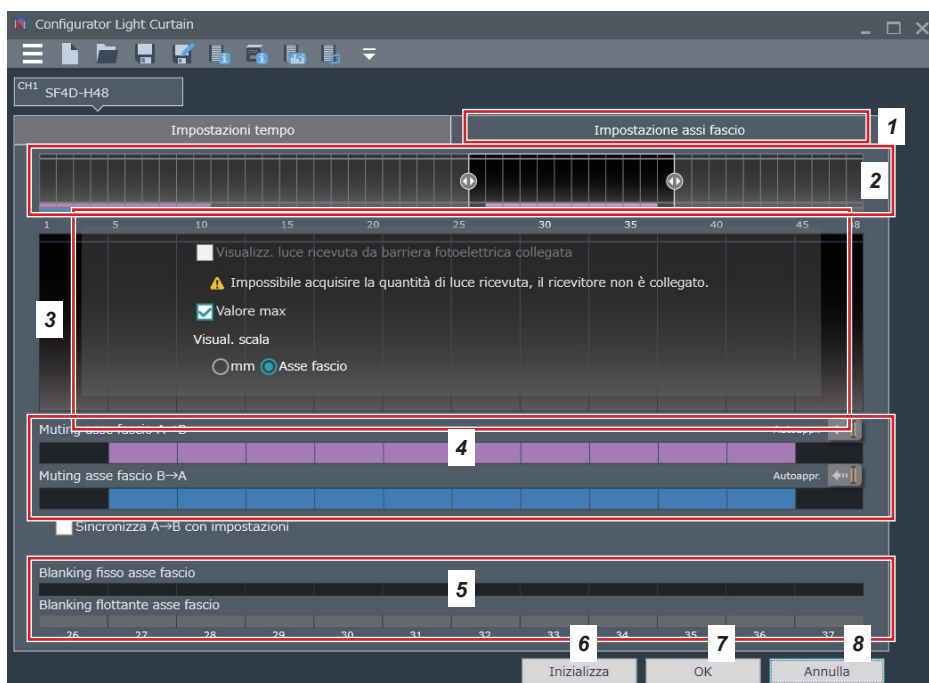 Configurator Light Curtain
CH1 SF4D-H48
Impostazioni tempo Impostazione assi fascio 1
2
1 5 10 15 20 25 30 35 40 45 48
Visualizz. luce ricevuta da barriera fotoelettrica collegata
Impossibile acquisire la quantità di luce ricevuta, il ricevitore non è collegato.
3 Valore max
Visual. scala
mm Asse fascio
Muting asse fascio A→B Autoappr.
4
Muting asse fascio B→A Autoappr.
Sincronizza A→B con impostazioni
Blanking fisso asse fascio
5
Blanking flottante asse fascio
26 27 28 29 30 31 32 33 34 35 36 37
6 7 8
Inizializza OK Annulla